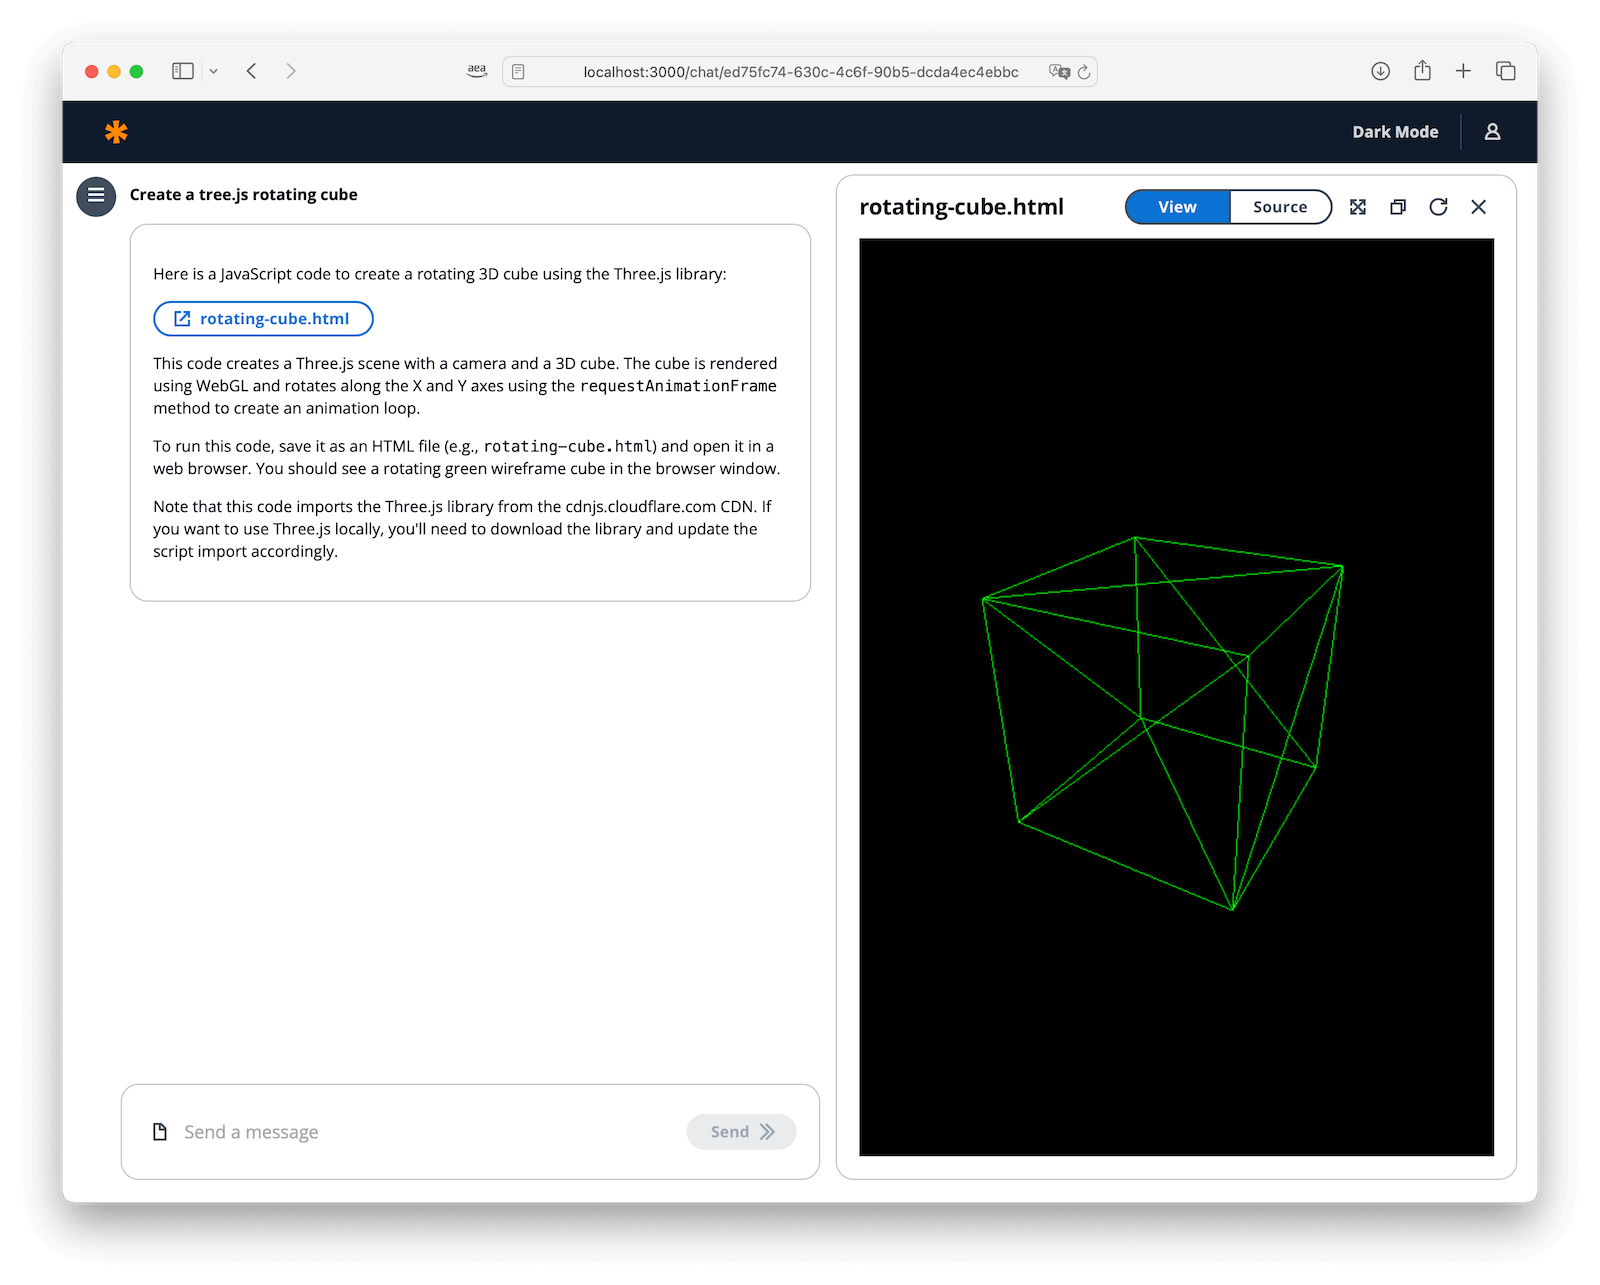 aea
localhost:3000/chat/ed75fc74-630c-4c6f-90b5-dcda4ec4ebbc
Dark Mode
Create a tree.js rotating cube
Here is a JavaScript code to create a rotating 3D cube using the Three.js library:
rotating-cube.html
This code creates a Three.js scene with a camera and a 3D cube. The cube is rendered
using WebGL and rotates along the X and Y axes using the requestAnimationFrame
method to create an animation loop.
To run this code, save it as an HTML file (e.g., rotating-cube.html) and open it in a
web browser. You should see a rotating green wireframe cube in the browser window.
Note that this code imports the Three.js library from the cdnjs.cloudflare.com CDN. If
you want to use Three.js locally, you'll need to download the library and update the
script import accordingly.
Send a message
Send
rotating-cube.html
View
Source